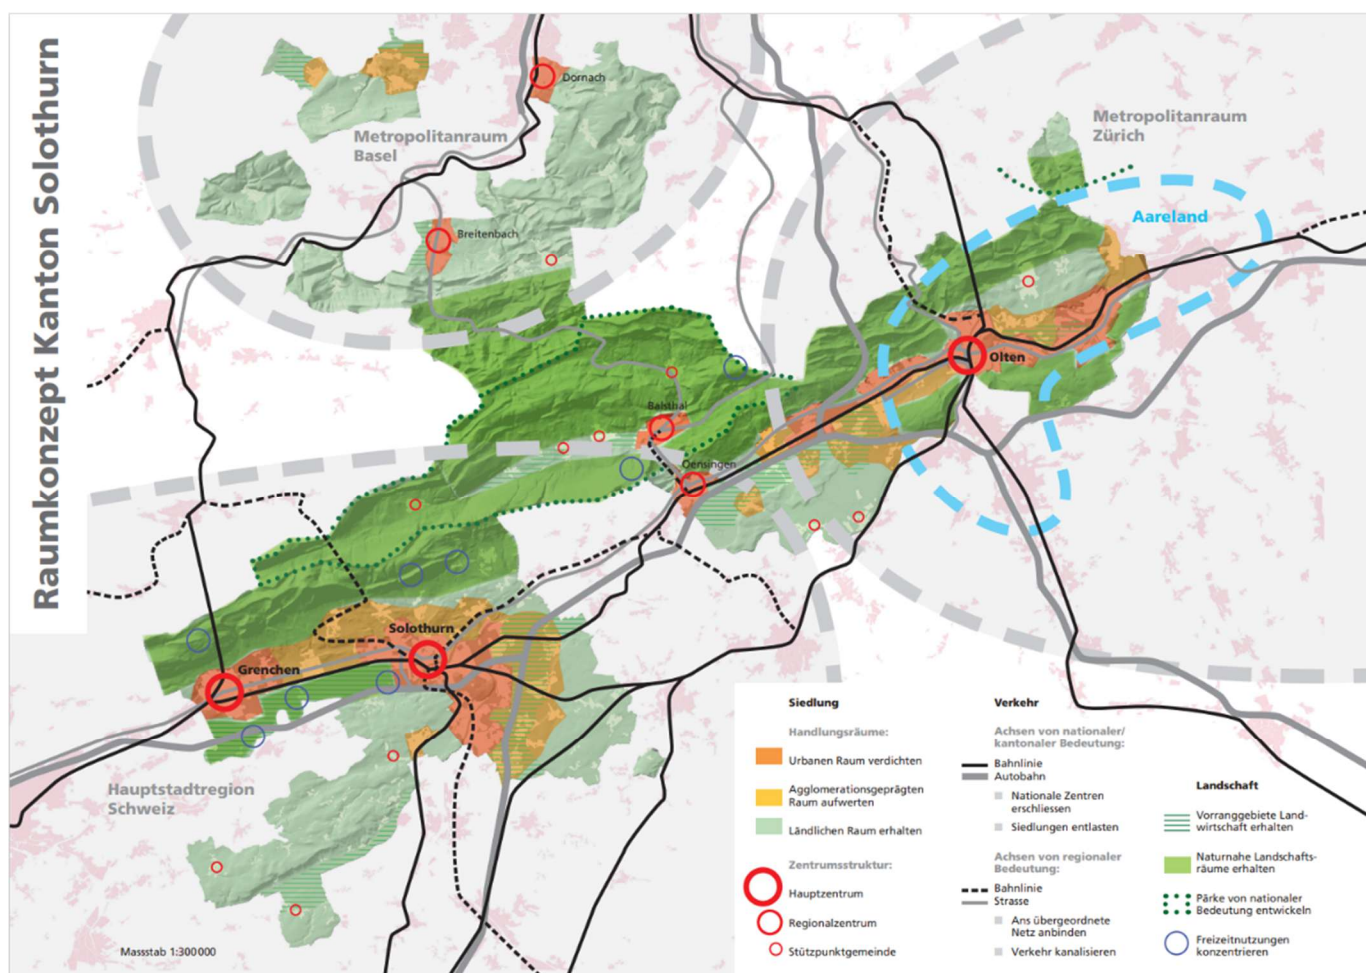 Raumkonzept Kanton Solothurn
Dornach
Metropolitanraum
Basel
Metropolitanraum
Zürich
Aareland
Breitenbach
Olten
Balsthal
Oensingen
Solothurn
Grenchen
Hauptstadtregion
Schweiz
Massstab 1:300000
Siedlung
Handlungsräume:
Urbanen Raum verdichten
Agglomerationsgeprägten
Raum aufwerten
Ländlichen Raum erhalten
Zentrumsstruktur:
Hauptzentrum
Regionalzentrum
Stützpunktgemeinde
Verkehr
Achsen von nationaler/
kantonaler Bedeutung:
Bahnlinie
Autobahn
Nationale Zentren
erschliessen
Siedlungen entlasten
Achsen von regionaler
Bedeutung:
Bahnlinie
Strasse
Ans übergeordnete
Netz anbinden
Verkehr kanalisieren
Landschaft
Vorranggebiete Land-
wirtschaft erhalten
Naturnahe Landschafts-
räume erhalten
Pärke von nationaler
Bedeutung entwickeln
Freizeitnutzungen
konzentrieren